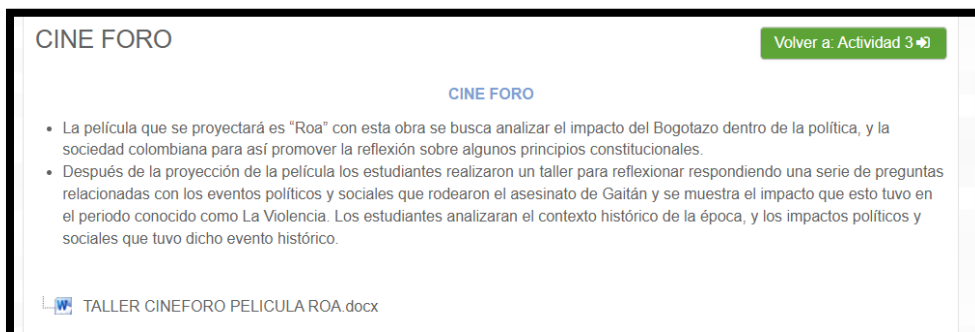 CINE FORO
Volver a: Actividad 3
CINE FORO
La película que se proyectará es “Roa” con esta obra se busca analizar el impacto del Bogotazo dentro de la política, y la
sociedad colombiana para así promover la reflexión sobre algunos principios constitucionales.
Después de la proyección de la película los estudiantes realizaron un taller para reflexionar respondiendo una serie de preguntas
relacionadas con los eventos políticos y sociales que rodearon el asesinato de Gaitán y se muestra el impacto que esto tuvo en
el periodo conocido como La Violencia. Los estudiantes analizaran el contexto histórico de la época, y los impactos políticos y
sociales que tuvo dicho evento histórico.
TALLER CINEFORO PELICULA ROA.docx